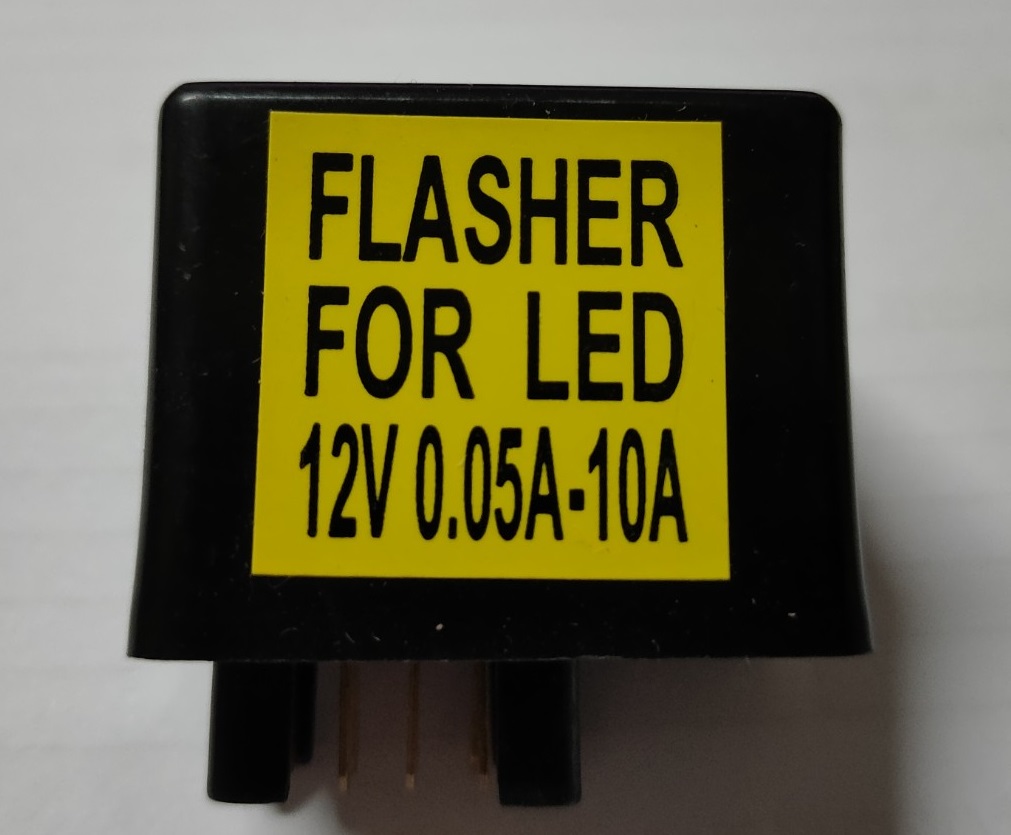 FLASHER
FOR LED
12V 0.05A-10A